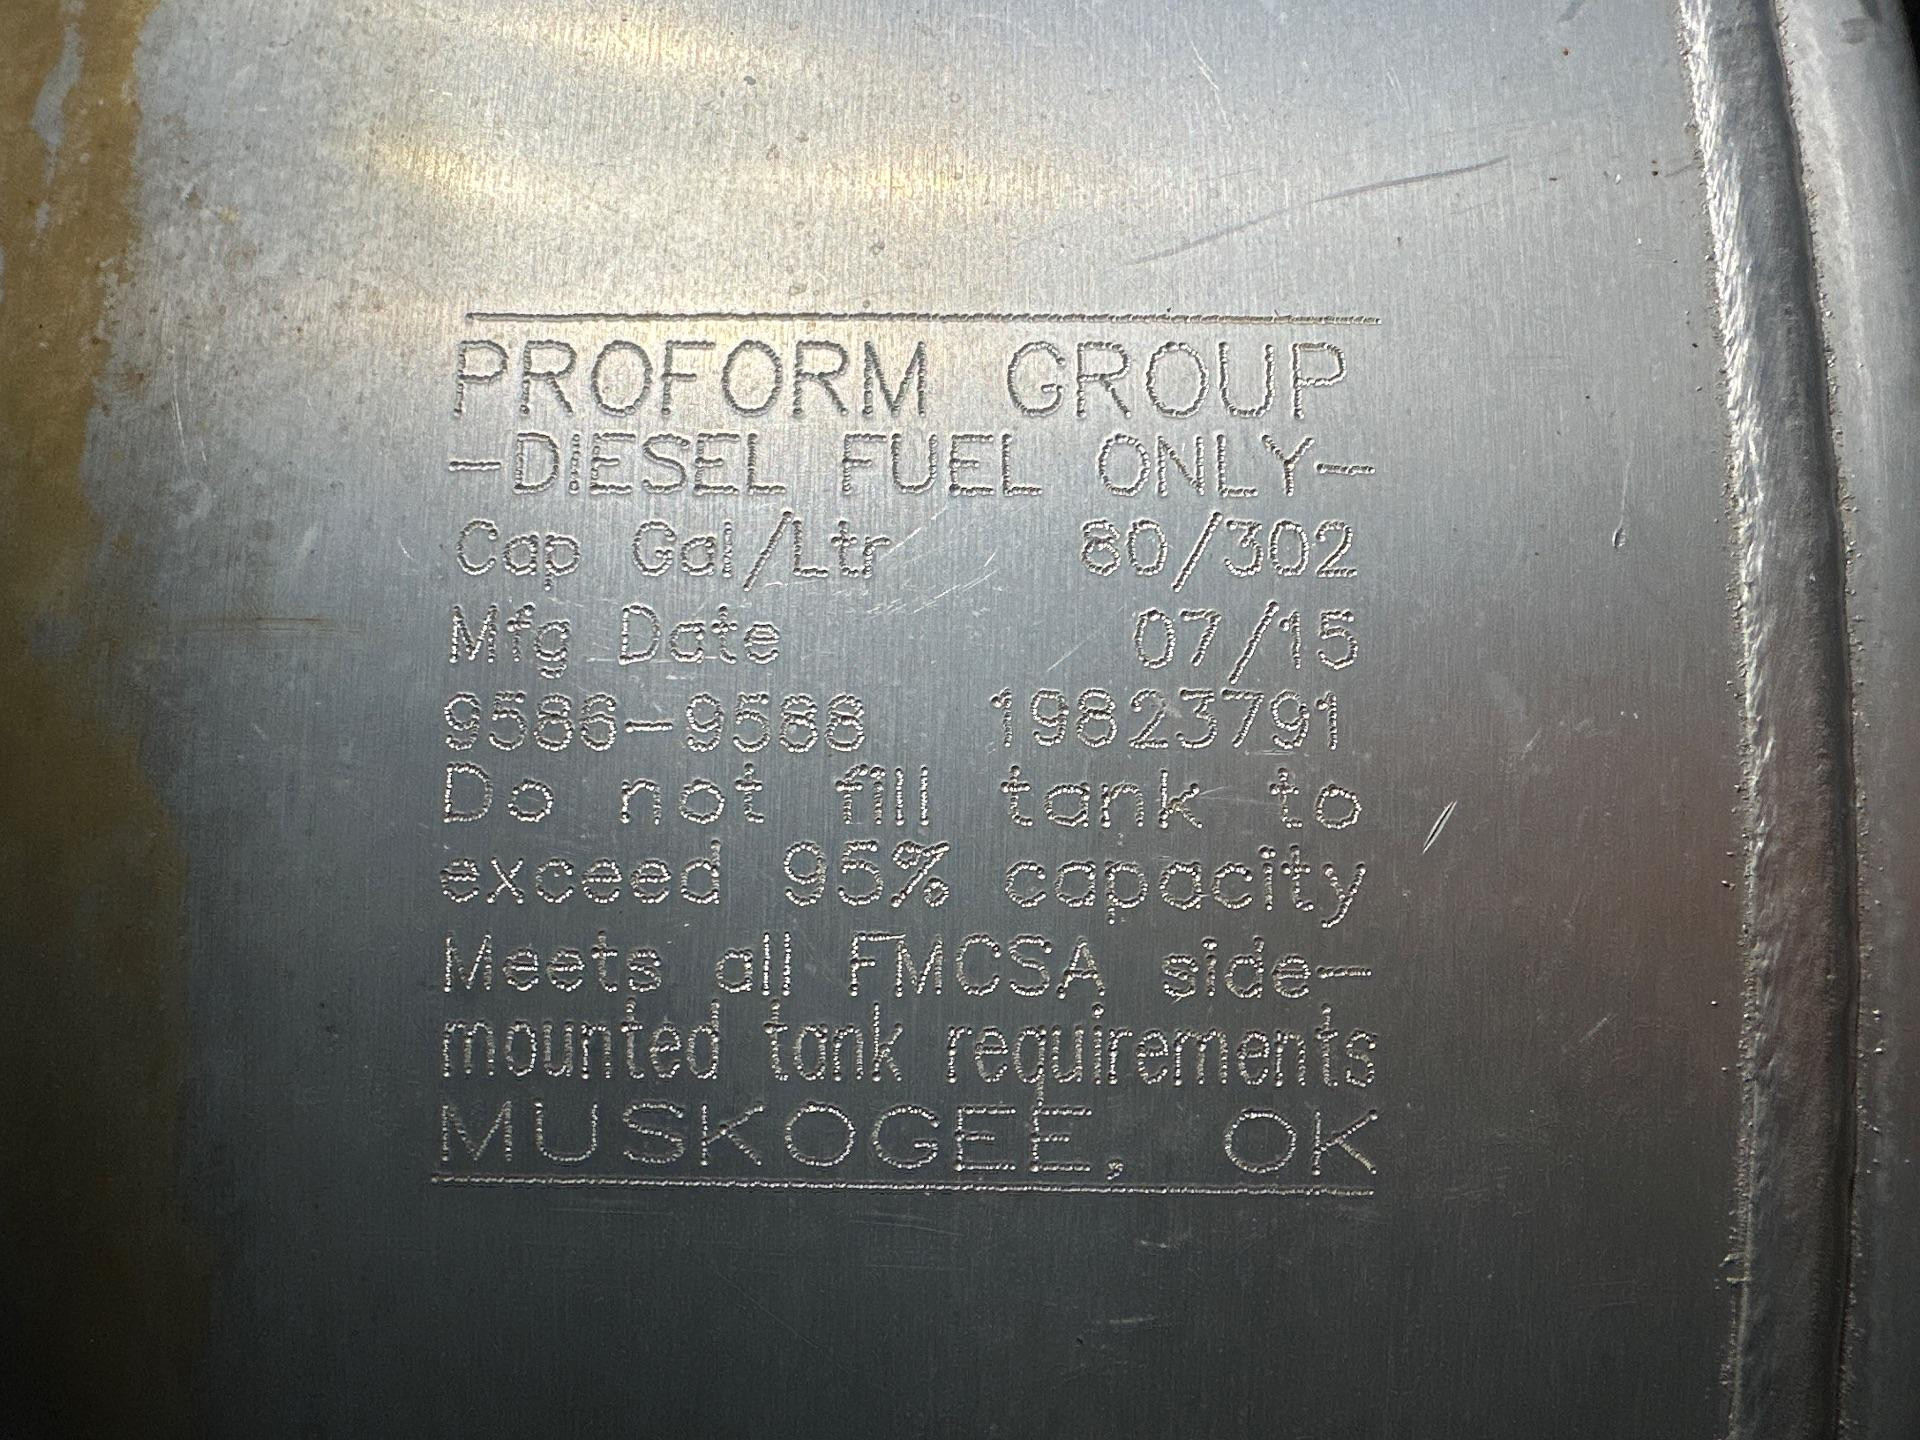 PROFORM GROUP
-DIESEL FUEL ONLY-
Cap Gal/Ltr 80/302
Mfg Date 07/15
9586-9588 19823791
Do not fill tank to
exceed 95% capacity
Meets all FMCSA side-
mounted tank requirements
MUSKOGEE, OK